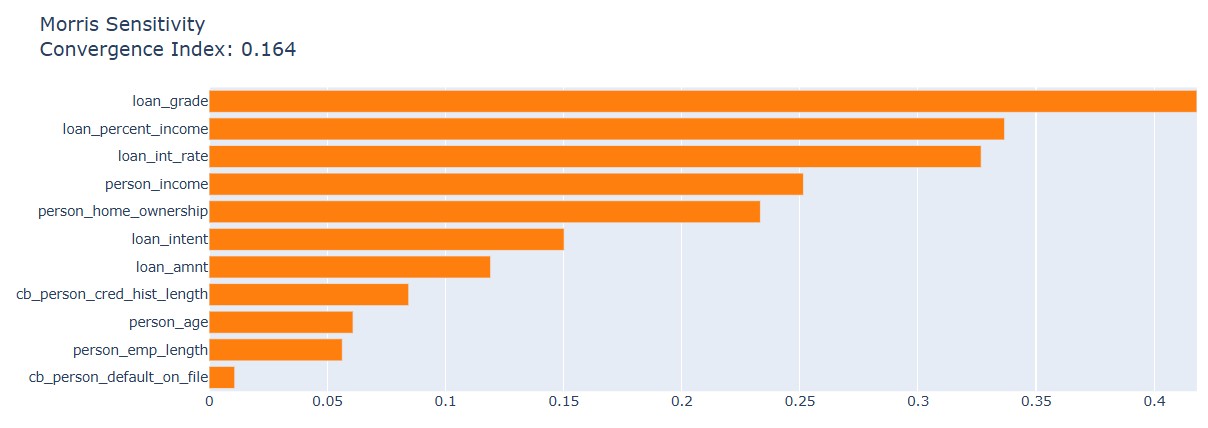 Morris Sensitivity
Convergence Index: 0.164
loan_grade
loan_percent_income
loan_int_rate
person_income
person_home_ownership
loan_intent
loan_amnt
cb_person_cred_hist_length
person_age
person_emp_length
cb_person_default_on_file
0 0.05 0.1 0.15 0.2 0.25 0.3 0.35 0.4